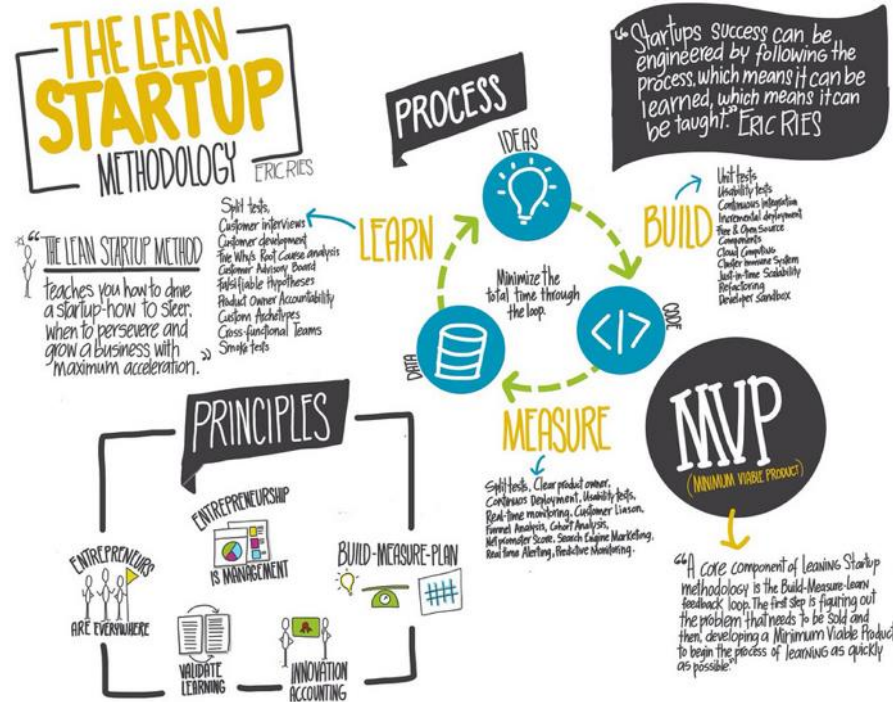 THE LEAN
STARTUP
METHODOLOGY
ERIC RIES
"THE LEAN STARTUP METHOD
teaches you how to drive
a startup-how to steer,
when to persevere and
grow a business with
maximum acceleration."
PROCESS
IDEAS
CODE
DATA
Minimize the
total time through
the loop.
LEARN
Split tests,
Customer interviews
Customer development
Five Why's Root Course analysis
Customer Advisory Board
Falsifiable Hypotheses
Product Owner Accountability
Custom Archetypes
Cross-functional Teams
Smoke tests
"Startups success can be
engineered by following the
process, which means it can be
learned, which means it can
be taught." ERIC RIES
BUILD
Unit tests
Usability tests
Continuous integration
Incremental deployment
Free & Open Source
Components
Cloud Computing
Cluster Immune System
Just-in-time Scalability
Refactoring
Developer Sandbox
MEASURE
Split tests, Clear product owner,
Continuos Deployment, Usability tests,
Real-time monitoring, Customer Liason,
Funnel Analysis, Cohort Analysis,
Net promoter Score, Search Engine Marketing,
Real time Alerting, Predictive Monitoring.
MVP
(MINIMUM VIABLE PRODUCT)
"A core component of leaning Startup
methodology is the Build-Measure-Learn
feedback loop. The first step is figuring out
the problem that needs to be sold and
then, developing a Minimum Viable Product
to begin the process of learning as quickly
as possible."
PRINCIPLES
ENTREPRENEURS
ARE EVERYWHERE
ENTREPRENEURSHIP
IS MANAGEMENT
VALIDATE
LEARNING
INNOVATION
ACCOUNTING
BUILD-MEASURE-PLAN